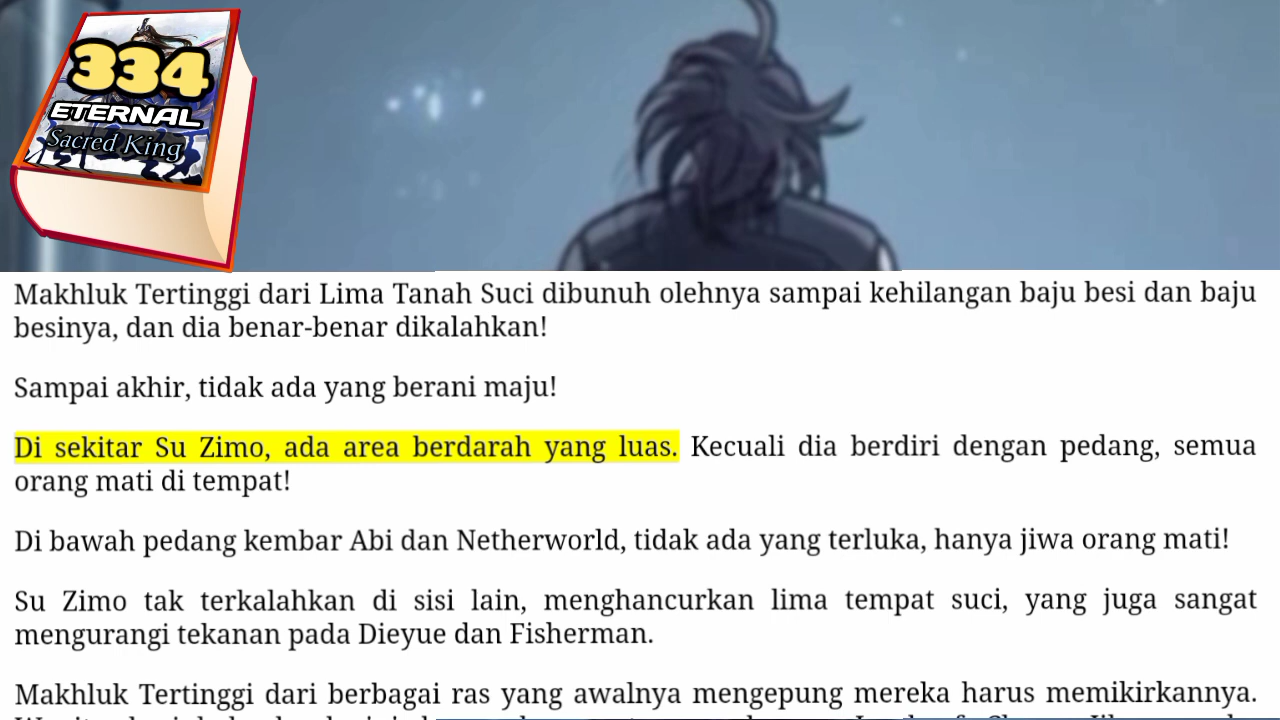 334
ETERNAL
Sacred King
Makhluk Tertinggi dari Lima Tanah Suci dibunuh olehnya sampai kehilangan baju besi dan baju
besinya, dan dia benar-benar dikalahkan!
Sampai akhir, tidak ada yang berani maju!
Di sekitar Su Zimo, ada area berdarah yang luas. Kecuali dia berdiri dengan pedang, semua
orang mati di tempat!
Di bawah pedang kembar Abi dan Netherworld, tidak ada yang terluka, hanya jiwa orang mati!
Su Zimo tak terkalahkan di sisi lain, menghancurkan lima tempat suci, yang juga sangat
mengurangi tekanan pada Dieyue dan Fisherman.
Makhluk Tertinggi dari berbagai ras yang awalnya mengepung mereka harus memikirkannya.